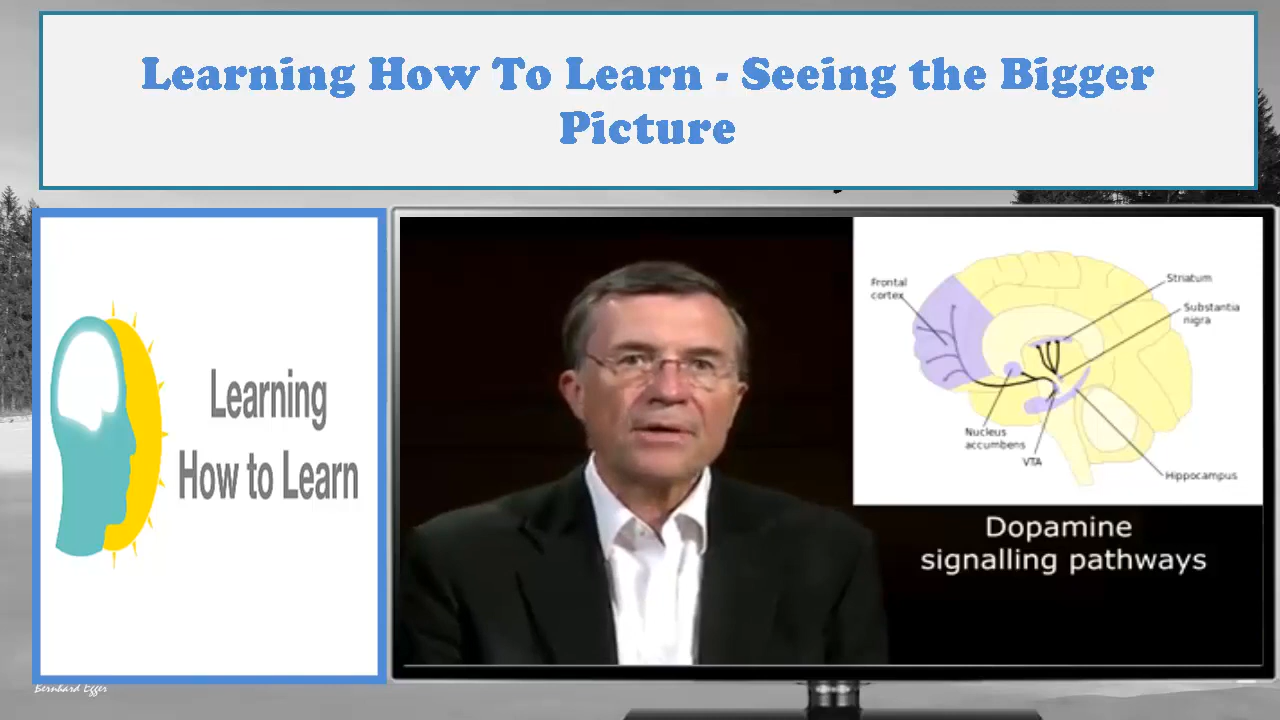 Learning How To Learn - Seeing the Bigger
Picture
Learning
How to Learn
Frontal
cortex
Striatum
Substantia
nigra
Nucleus
accumbens
VTA
Hippocampus
Dopamine
signalling pathways
Bernhard Egger